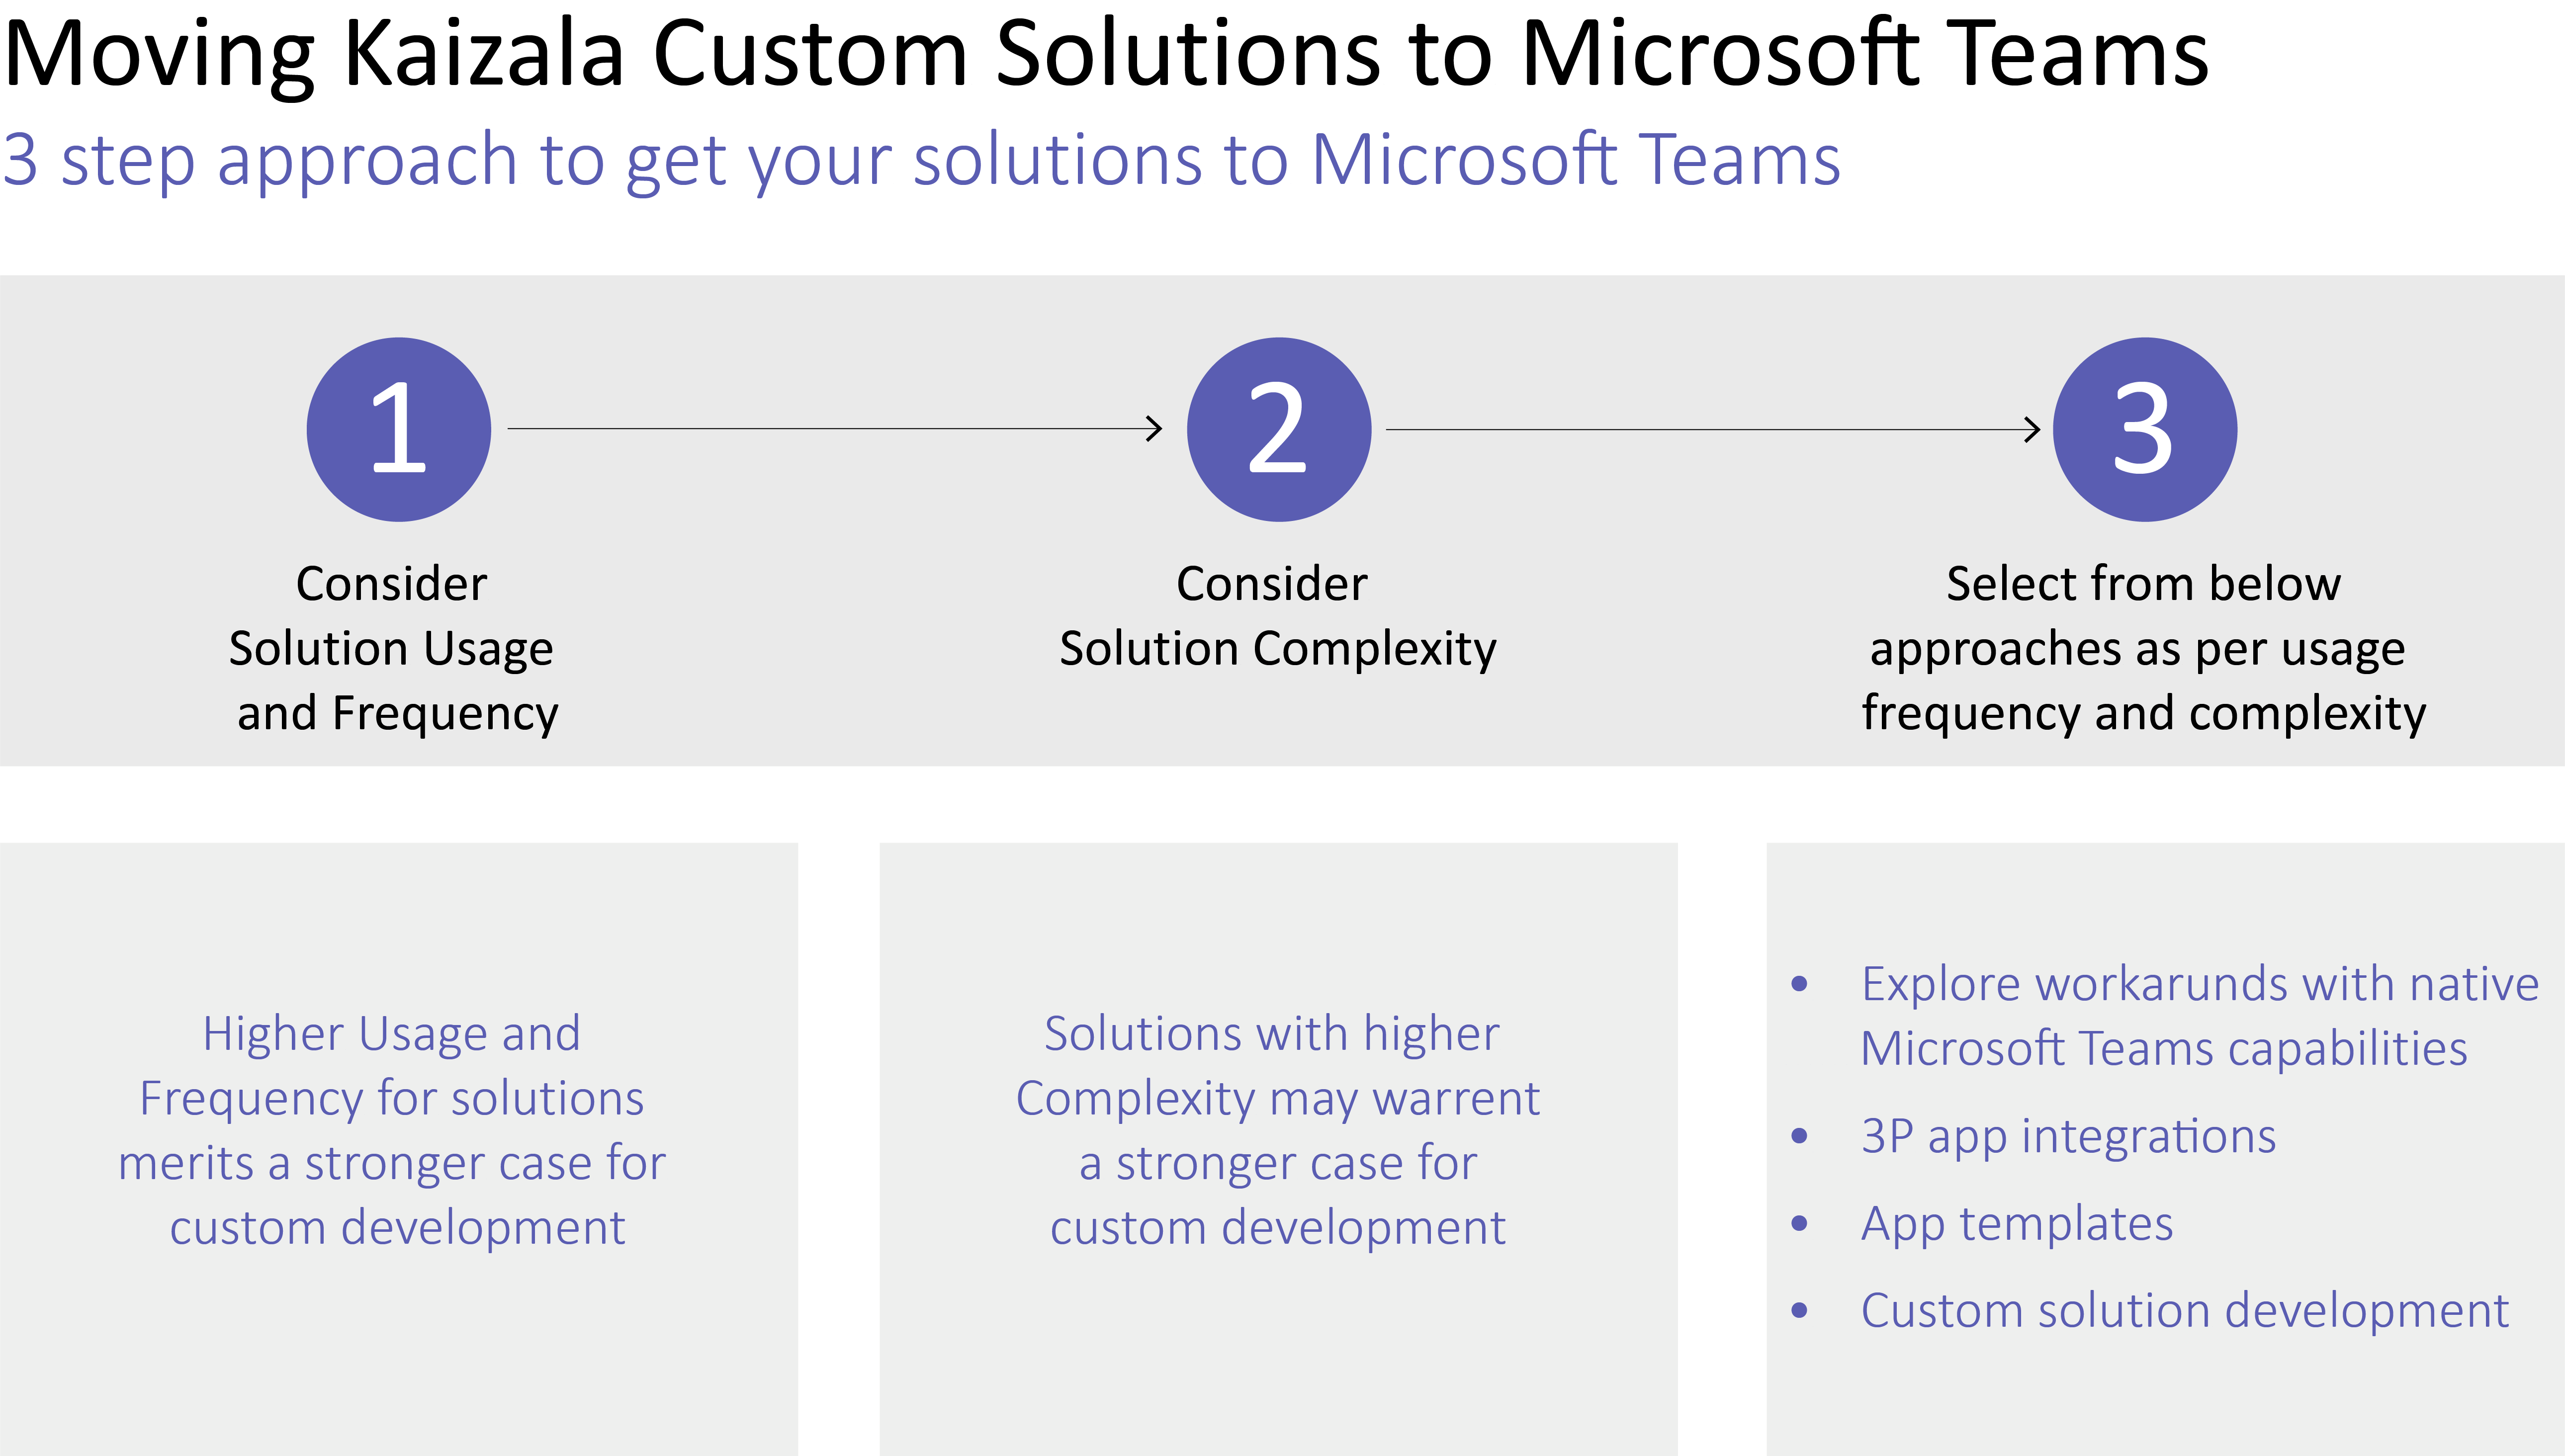 Moving Kaizala Custom Solutions to Microsoft Teams
3 step approach to get your solutions to Microsoft Teams
1
Consider
Solution Usage
and Frequency
2
Consider
Solution Complexity
3
Select from below
approaches as per usage
frequency and complexity
Higher Usage and
Frequency for solutions
merits a stronger case for
custom development
Solutions with higher
Complexity may warrent
a stronger case for
custom development
• Explore workarunds with native
Microsoft Teams capabilities
• 3P app integrations
• App templates
• Custom solution development